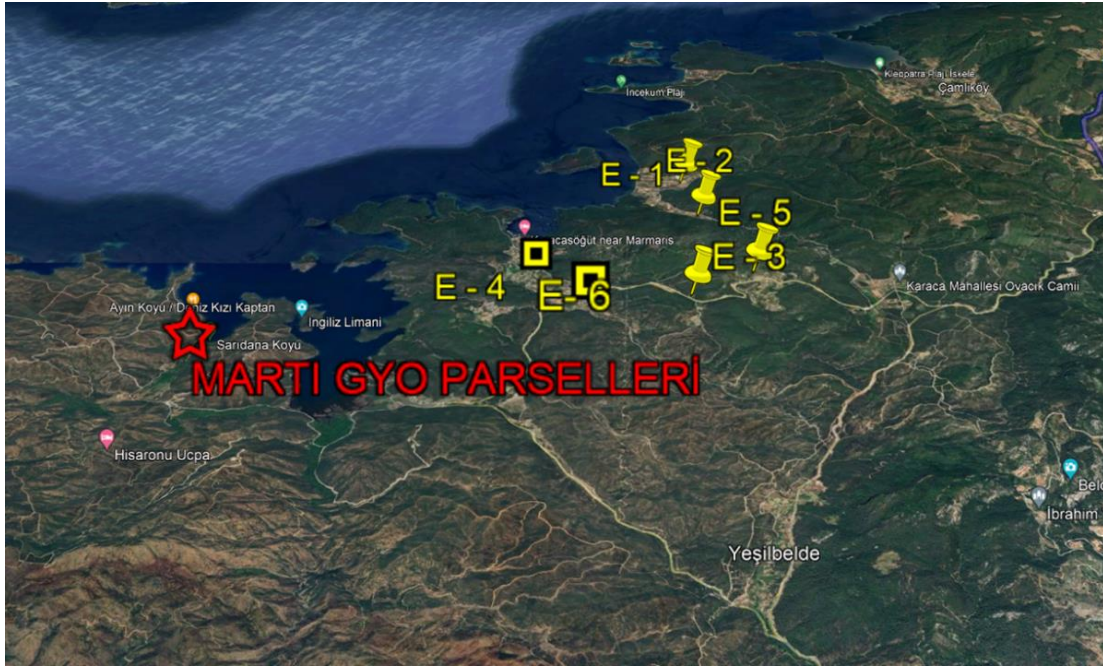 Kleopatra Plajı İskele
Çamlıköy
İncekum Plajı
E - 1
E - 2
E - 5
near Marmaris
E - 3
E - 4
E - 6
Karaca Mahallesi Ovacık Camii
Ayın Koyu / Deniz Kızı Kaptan
İngiliz Limanı
Sarıdana Koyu
MARTI GYO PARSELLERİ
Hisaronu Ucpa
İbrahim
Yeşilbelde